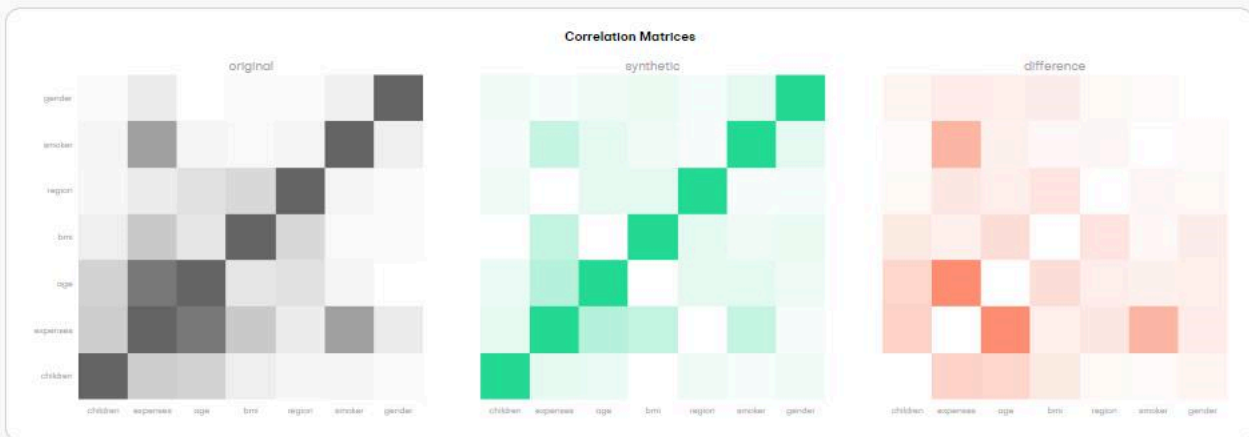 Correlation Matrices
original
synthetic
difference
gender
smoker
region
bmi
age
expenses
children
children expenses age bmi region smoker gender
children expenses age bmi region smoker gender
children expenses age bmi region smoker gender